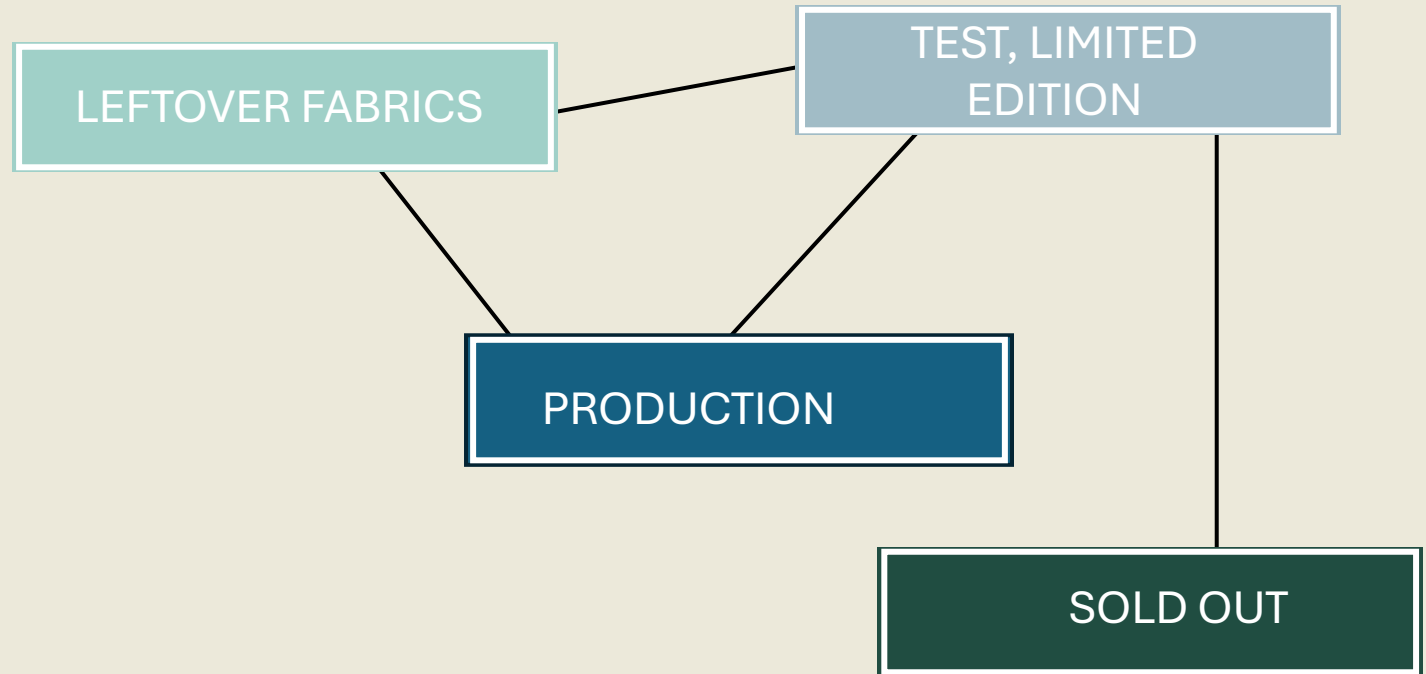 LEFTOVER FABRICS
TEST, LIMITED
EDITION
PRODUCTION
SOLD OUT